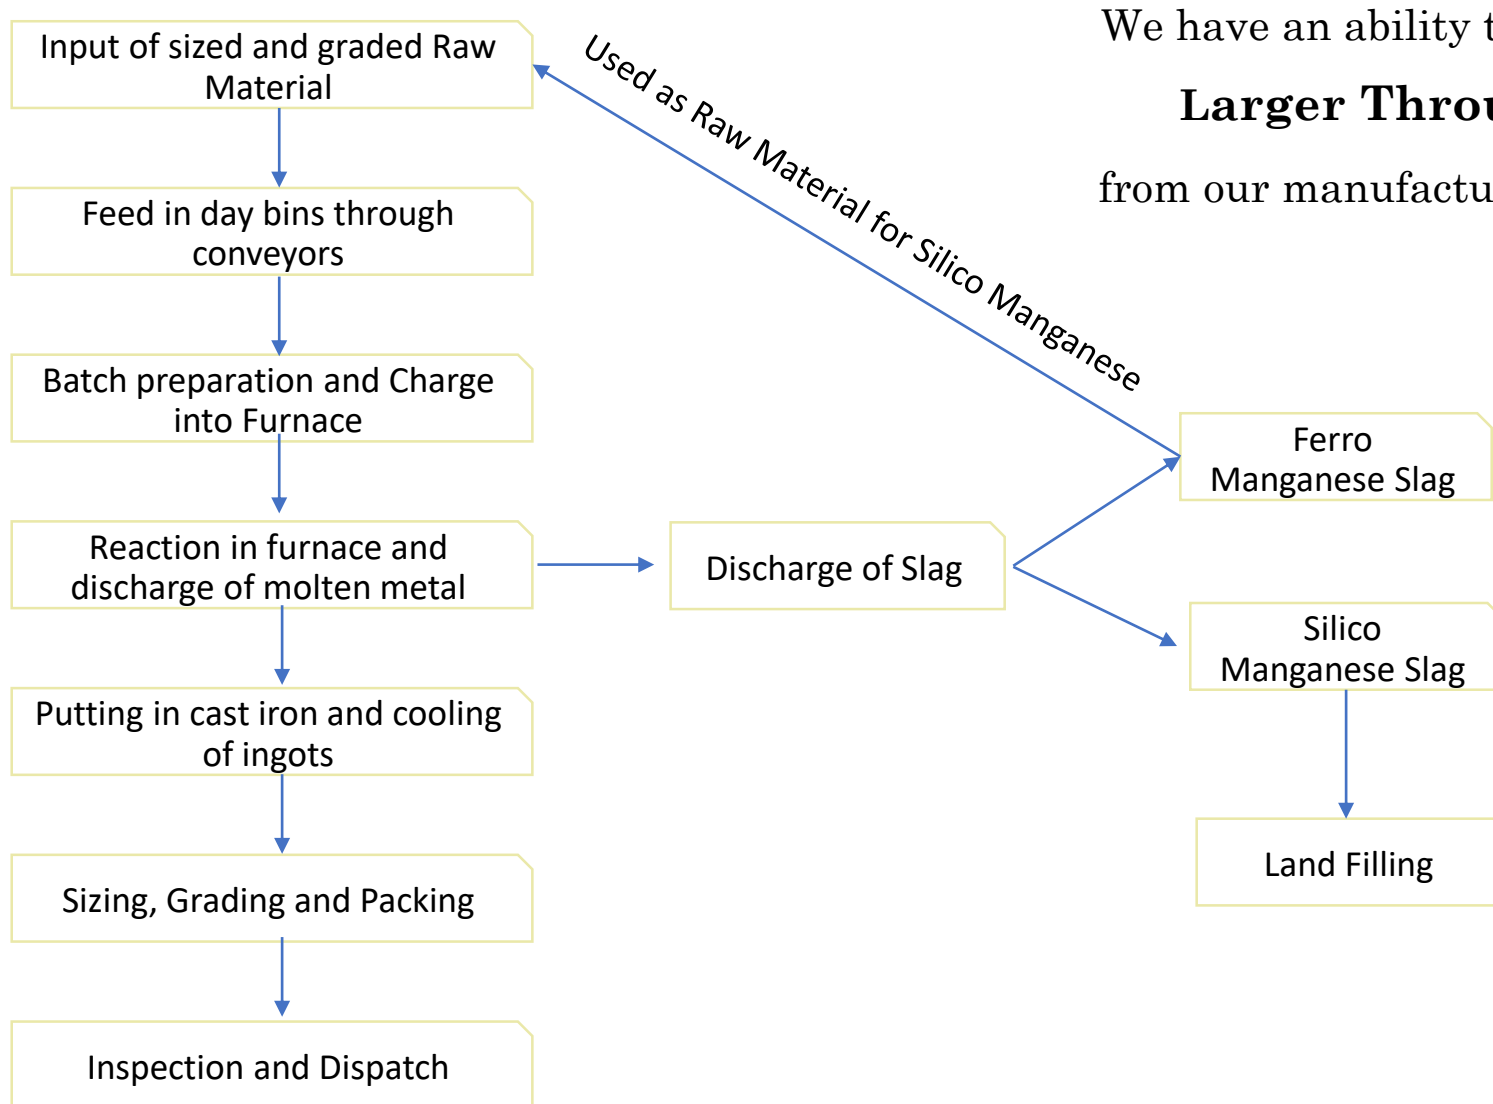 Input of sized and graded Raw
Material
Feed in day bins through
conveyors
Batch preparation and Charge
into Furnace
Reaction in furnace and
discharge of molten metal
Putting in cast iron and cooling
of ingots
Sizing, Grading and Packing
Inspection and Dispatch
Used as Raw Material for Silico Manganese
Discharge of Slag
Ferro
Manganese Slag
Silico
Manganese Slag
Land Filling
We have an ability
Larger
from our